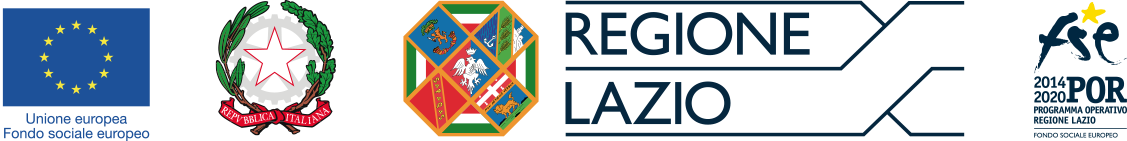 Unione europea
Fondo sociale europeo
REPVBBLICA ITALIANA
REGIONE
LAZIO
fse
2014
2020 POR
PROGRAMMA OPERATIVO
REGIONE LAZIO
FONDO SOCIALE EUROPEO